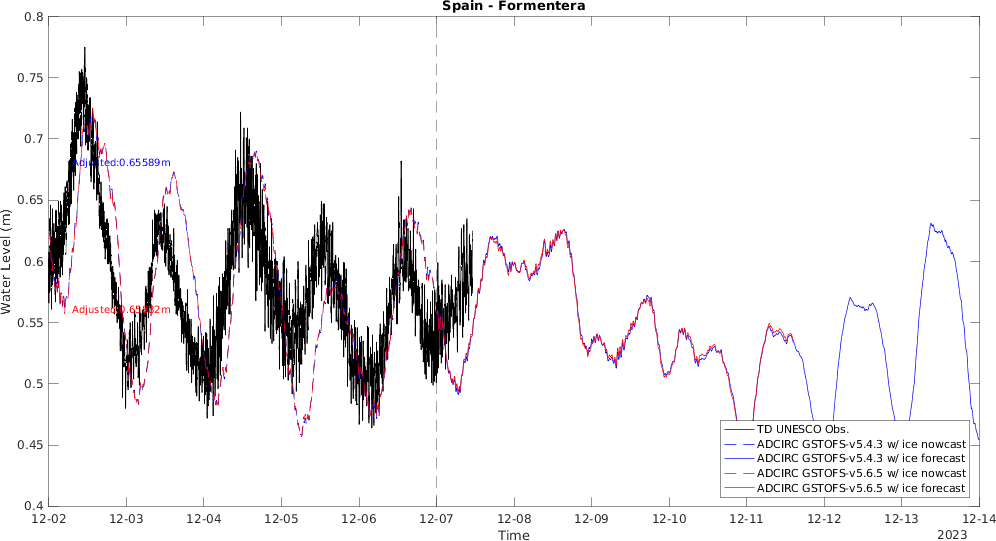 Spain - Formentera
Water Level (m)
0.8
0.75
0.7
0.65
0.6
0.55
0.5
0.45
0.4
Adjusted:0.65589m
TD UNESCO Obs.
ADCIRC GSTOFS-v5.4.3 w/ ice nowcast
ADCIRC GSTOFS-v5.4.3 w/ ice forecast
ADCIRC GSTOFS-v5.6.5 w/ ice nowcast
ADCIRC GSTOFS-v5.6.5 w/ ice forecast
12-02 12-03 12-04 12-05 12-06 12-07 12-08 12-09 12-10 12-11 12-12 12-13 12-14
Time
2023